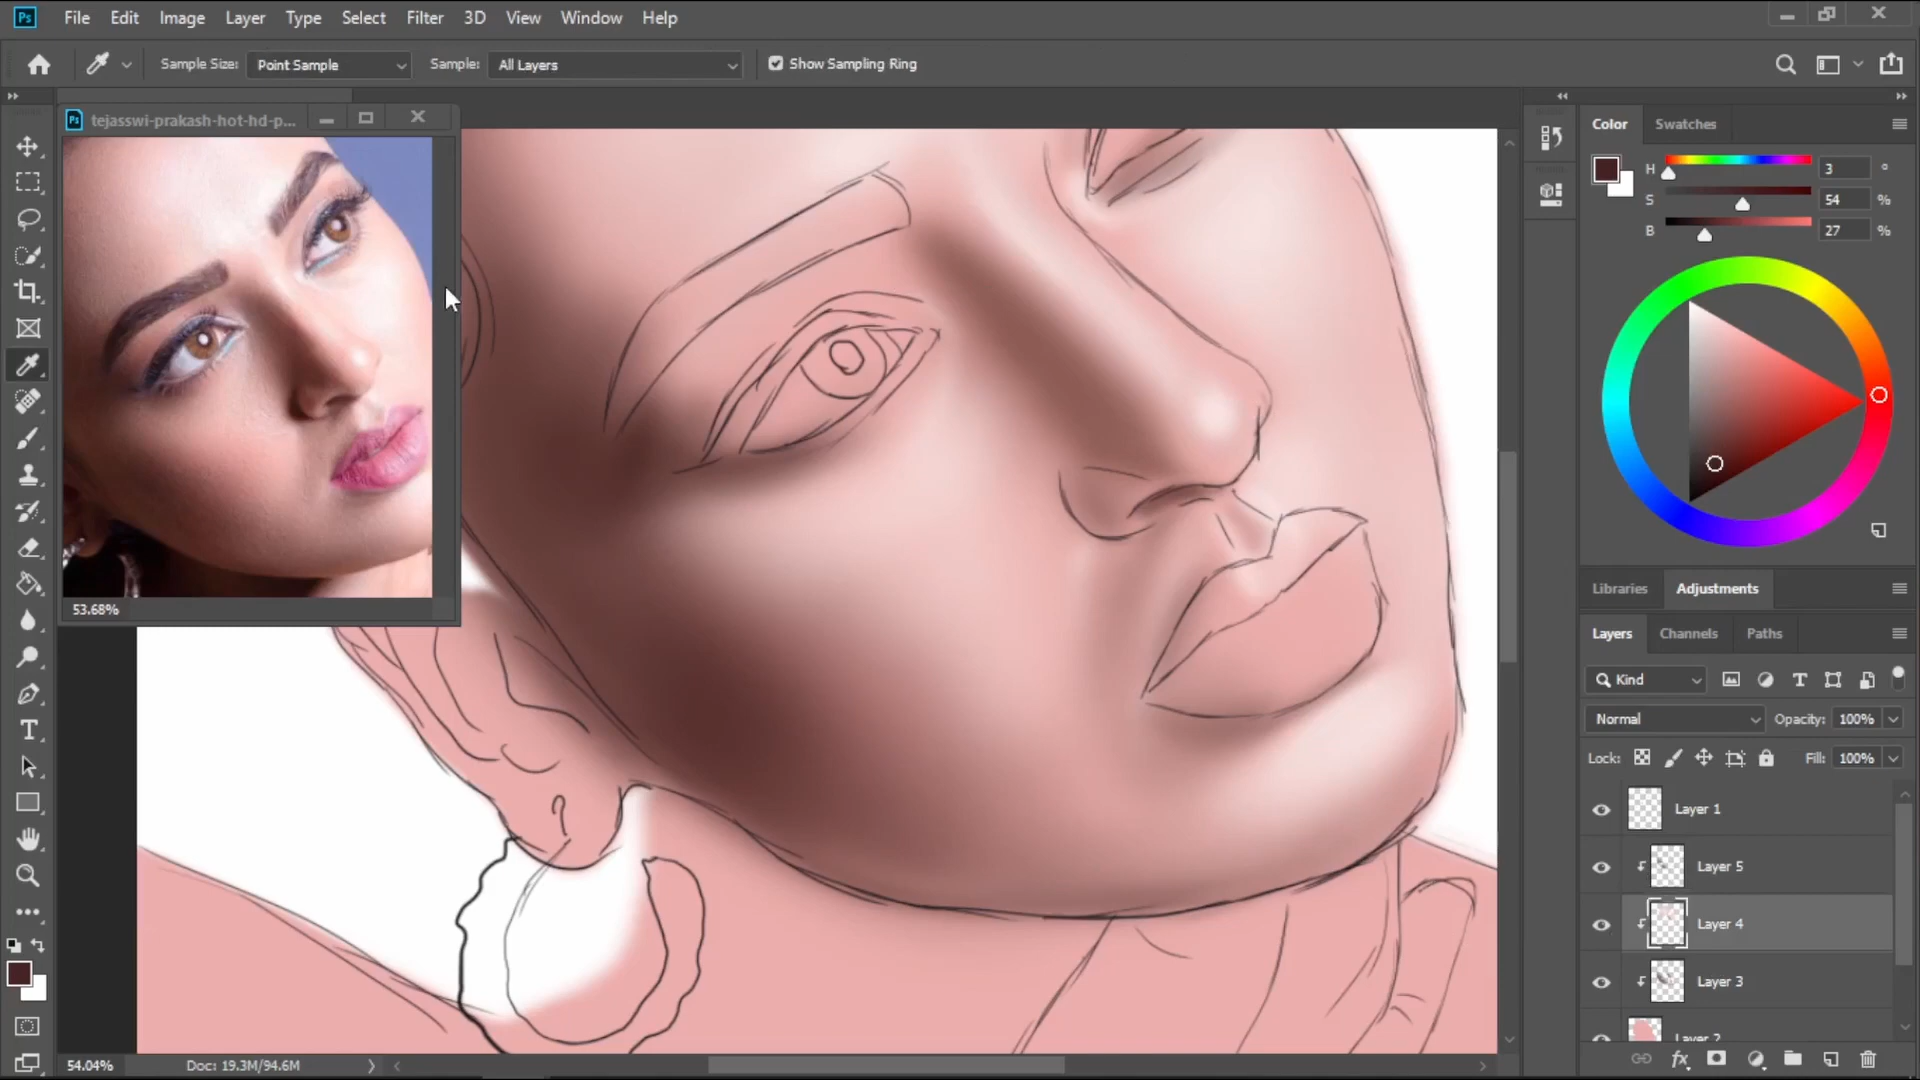 Ps File Edit Image Layer Type Select Filter 3D View Window Help
Sample Size: Point Sample Sample: All Layers Show Sampling Ring
Ps tejasswi-prakash-hot-hd-p...
53.68%
Color Swatches
H 3 °
S 54 %
B 27 %
Libraries Adjustments
Layers Channels Paths
Kind
Normal Opacity: 100%
Lock: Fill: 100%
Layer 1
Layer 5
Layer 4
Layer 3
Layer 2
54.04% Doc: 19.3M/94.6M